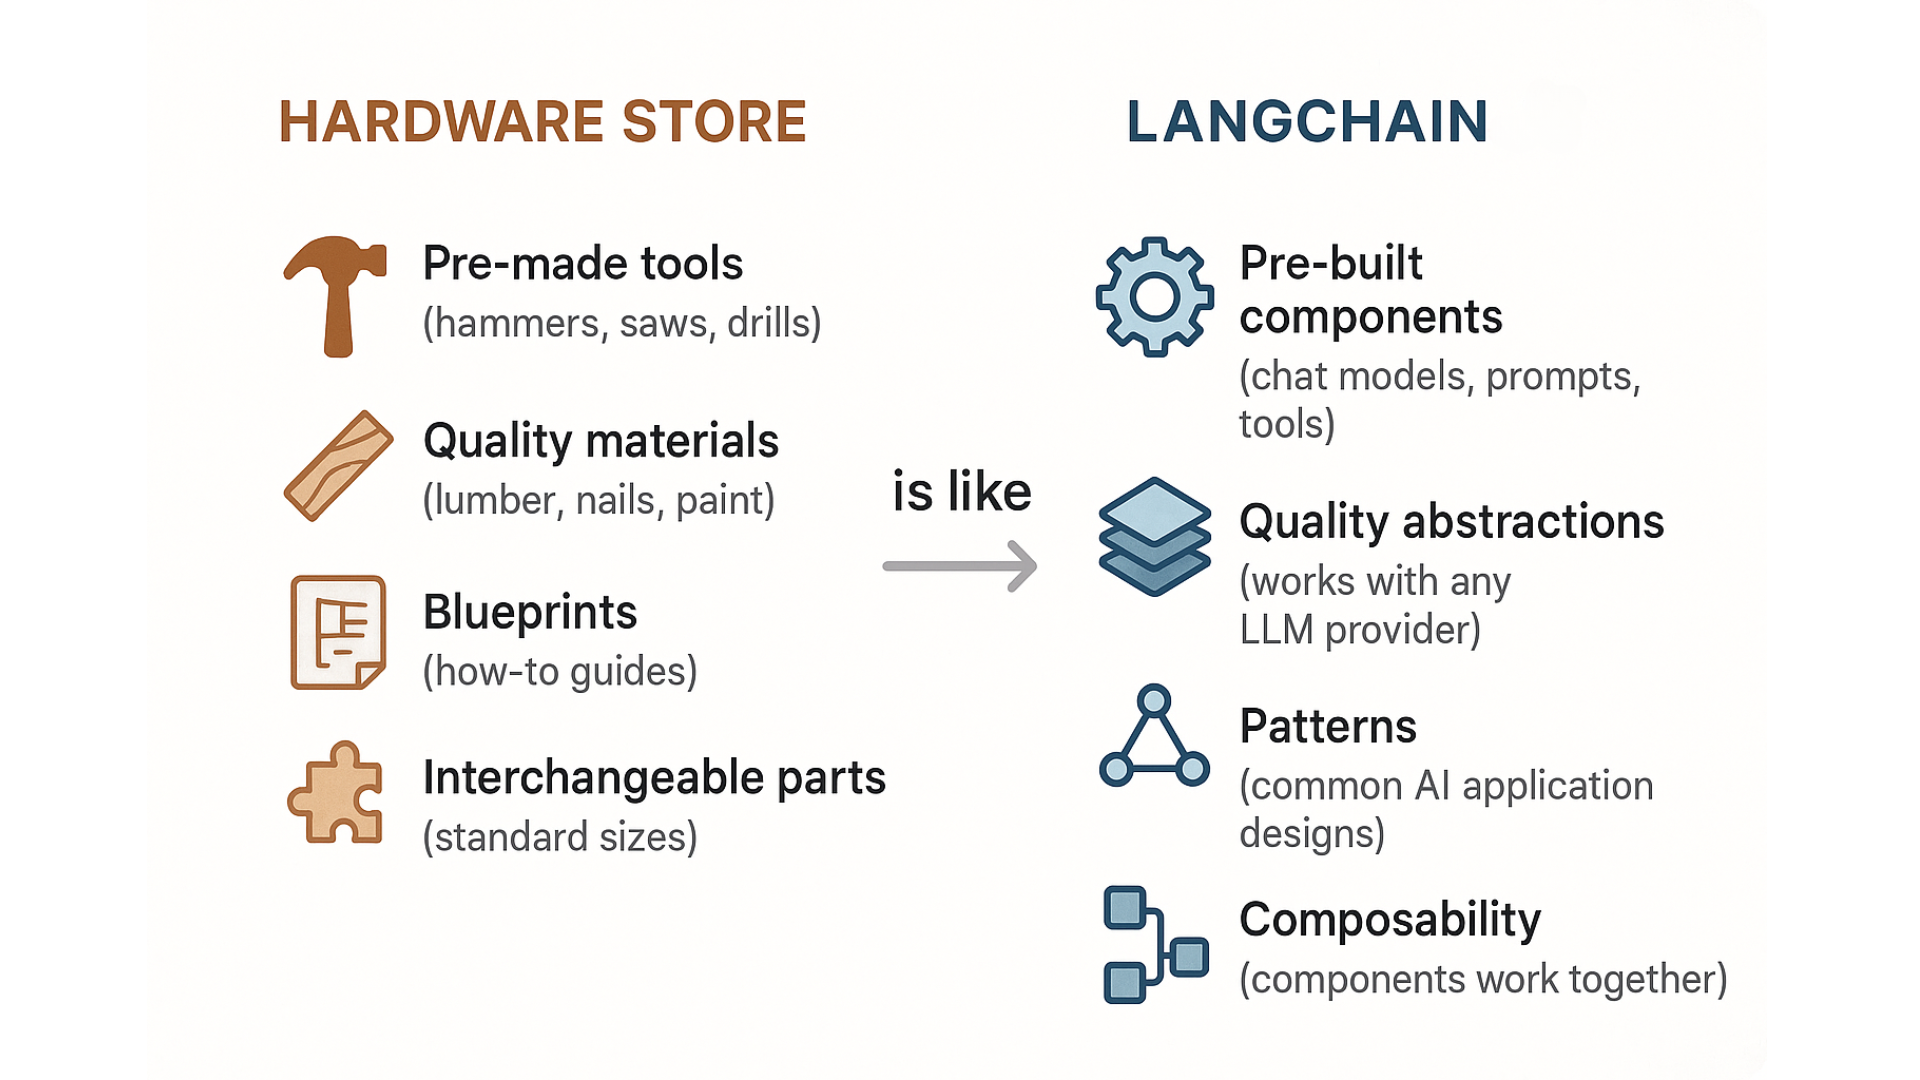 HARDWARE STORE
Pre-made tools
(hammers, saws, drills)
Quality materials
(lumber, nails, paint)
Blueprints
(how-to guides)
Interchangeable parts
(standard sizes)
is like
LANGCHAIN
Pre-built
components
(chat models, prompts,
tools)
Quality abstractions
(works with any
LLM provider)
Patterns
(common AI application
designs)
Composability
(components work together)